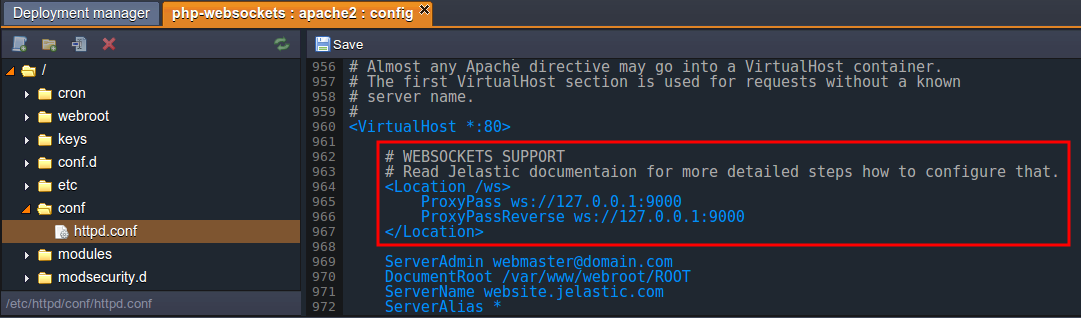 Deployment manager
php-websockets : apache2 : config
Save
/
cron
webroot
keys
conf.d
etc
conf
httpd.conf
modules
modsecurity.d
/etc/httpd/conf/httpd.conf
956 # Almost any Apache directive may go into a VirtualHost container.
957 # The first VirtualHost section is used for requests without a known
958 # server name.
959 #
960 <VirtualHost *:80>
961
962 # WEBSOCKETS SUPPORT
963 # Read Jelastic documentaion for more detailed steps how to configure that.
964 <Location /ws>
965 ProxyPass ws://127.0.0.1:9000
966 ProxyPassReverse ws://127.0.0.1:9000
967 </Location>
968
969 ServerAdmin webmaster@domain.com
970 DocumentRoot /var/www/webroot/ROOT
971 ServerName website.jelastic.com
972 ServerAlias *